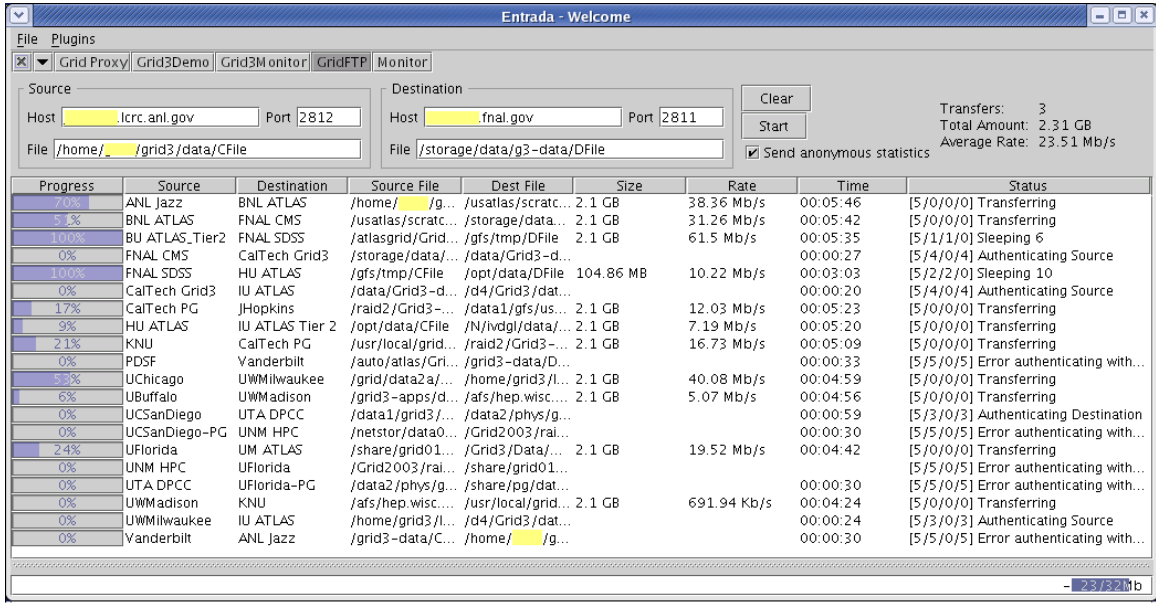 Entrada - Welcome
File Plugins
Grid Proxy Grid3Demo Grid3Monitor GridFTP Monitor
Source
Host .lcrc.anl.gov Port 2812
File /home/_ /grid3/data/CFile
Destination
Host .fnal.gov Port 2811
File /storage/data/g3-data/DFile
Clear
Start
Send anonymous statistics
Transfers: 3
Total Amount: 2.31 GB
Average Rate: 23.51 Mb/s
Progress Source Destination Source File Dest File Size Rate Time Status
70% ANL Jazz BNL ATLAS /home/ /g... /usatlas/scratc... 2.1 GB 38.36 Mb/s 00:05:46 [5/0/0/0] Transferring
51% BNL ATLAS FNAL CMS /usatlas/scratc... /storage/data... 2.1 GB 31.26 Mb/s 00:05:42 [5/0/0/0] Transferring
100% BU ATLAS_Tier2 FNAL SDSS /atlasgrid/Grid... /gfs/tmp/DFile 2.1 GB 61.5 Mb/s 00:05:35 [5/1/1/0] Sleeping 6
0% FNAL CMS CalTech Grid3 /storage/data/... /data/Grid3-d... 00:00:27 [5/4/0/4] Authenticating Source
100% FNAL SDSS HU ATLAS /gfs/tmp/CFile /opt/data/DFile 104.86 MB 10.22 Mb/s 00:03:03 [5/2/2/0] Sleeping 10
0% CalTech Grid3 IU ATLAS /data/Grid3-d... /d4/Grid3/dat... 00:00:20 [5/4/0/4] Authenticating Source
17% CalTech PG JHopkins /raid2/Grid3-... /data1/gfs/us... 2.1 GB 12.03 Mb/s 00:05:23 [5/0/0/0] Transferring
9% HU ATLAS IU ATLAS Tier 2 /opt/data/CFile /N/ivdgl/data/... 2.1 GB 7.19 Mb/s 00:05:20 [5/0/0/0] Transferring
21% KNU CalTech PG /usr/local/grid... /raid2/Grid3-... 2.1 GB 16.73 Mb/s 00:05:09 [5/0/0/0] Transferring
0% PDSF Vanderbilt /auto/atlas/Gri... /grid3-data/D... 00:00:33 [5/5/0/5] Error authenticating with...
53% UChicago UWMilwaukee /grid/data2a/... /home/grid3/I... 2.1 GB 40.08 Mb/s 00:04:59 [5/0/0/0] Transferring
6% UBuffalo UWMadison /grid3-apps/d... /afs/hep.wisc.... 2.1 GB 5.07 Mb/s 00:04:56 [5/0/0/0] Transferring
0% UCSanDiego UTA DPCC /data1/grid3/... /data2/phys/g... 00:00:59 [5/3/0/3] Authenticating Destination
0% UCSanDiego-PG UNM HPC /netstor/data0... /Grid2003/rai... 00:00:30 [5/5/0/5] Error authenticating with...
24% UFlorida UM ATLAS /share/grid01... /Grid3/Data/... 2.1 GB 19.52 Mb/s 00:04:42 [5/0/0/0] Transferring
0% UNM HPC UFlorida /Grid2003/rai... /share/grid01... [5/5/0/5] Error authenticating with...
0% UTA DPCC UFlorida-PG /data2/phys/g... /share/pg/dat... 00:00:30 [5/5/0/5] Error authenticating with...
0% UWMadison KNU /afs/hep.wisc.... /usr/local/grid... 2.1 GB 691.94 Kb/s 00:04:24 [5/0/0/0] Transferring
0% UWMilwaukee IU ATLAS /home/grid3/I... /d4/Grid3/dat... 00:00:24 [5/3/0/3] Authenticating Source
0% Vanderbilt ANL Jazz /grid3-data/C... /home/ /g... 00:00:30 [5/5/0/5] Error authenticating with...
- 23/32Mb